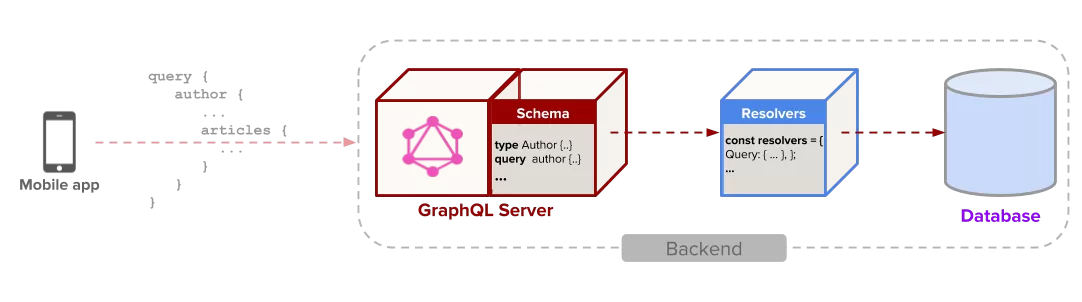 Mobile app
query {
author {
...
articles {
...
}
}
}
Schema
type Author {..}
query author {..}
...
GraphQL Server
Resolvers
const resolvers = {
Query: { ... }, };
...
Database
Backend